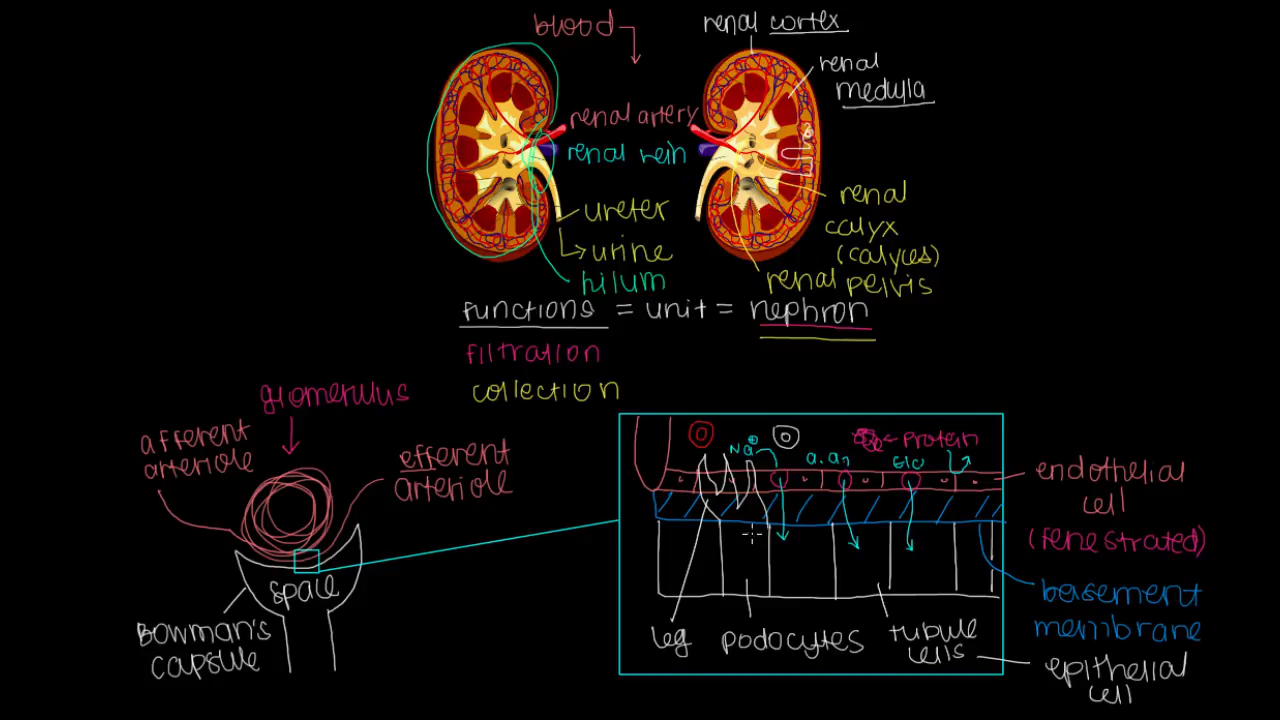 blood
renal cortex
renal
medulla
renal artery
renal vein
ureter
urine
hilum
renal
calyx
(calyces)
renal pelvis
functions = unit = nephron
filtration
collection
glomerulus
afferent
arteriole
efferent
arteriole
space
Bowman's
capsule
Na⊕
a.a.
Glu
protein
endothelial
cell
(fenestrated)
basement
membrane
leg
podocytes
tubule
cells
epithelial
cell